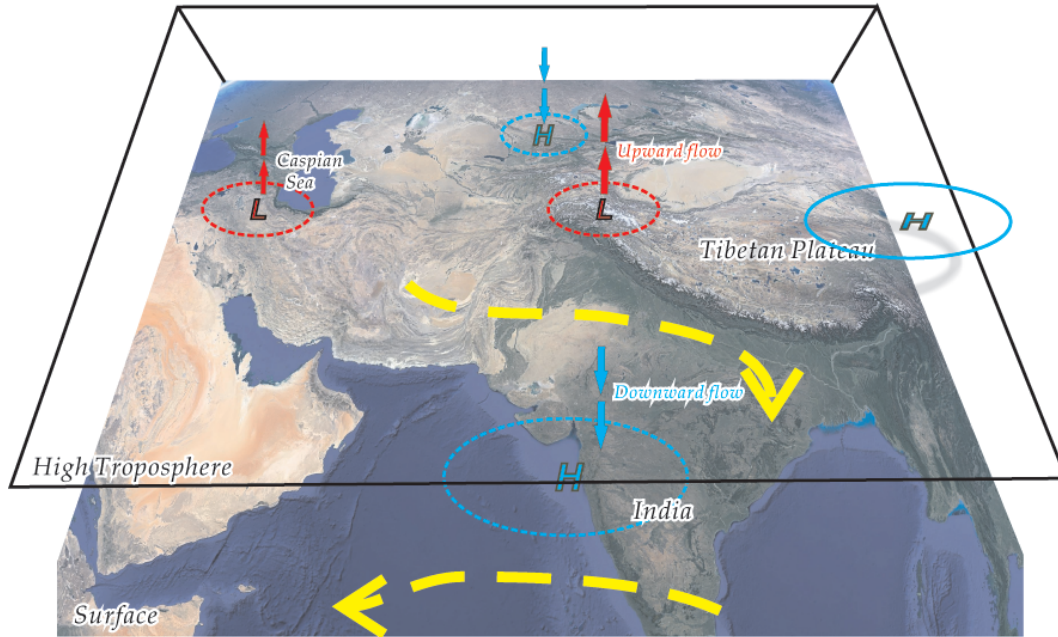 H
Upward flow
Caspian
Sea
L
L
H
Tibetan Plateau
Downward flow
High Troposphere
H
India
Surface